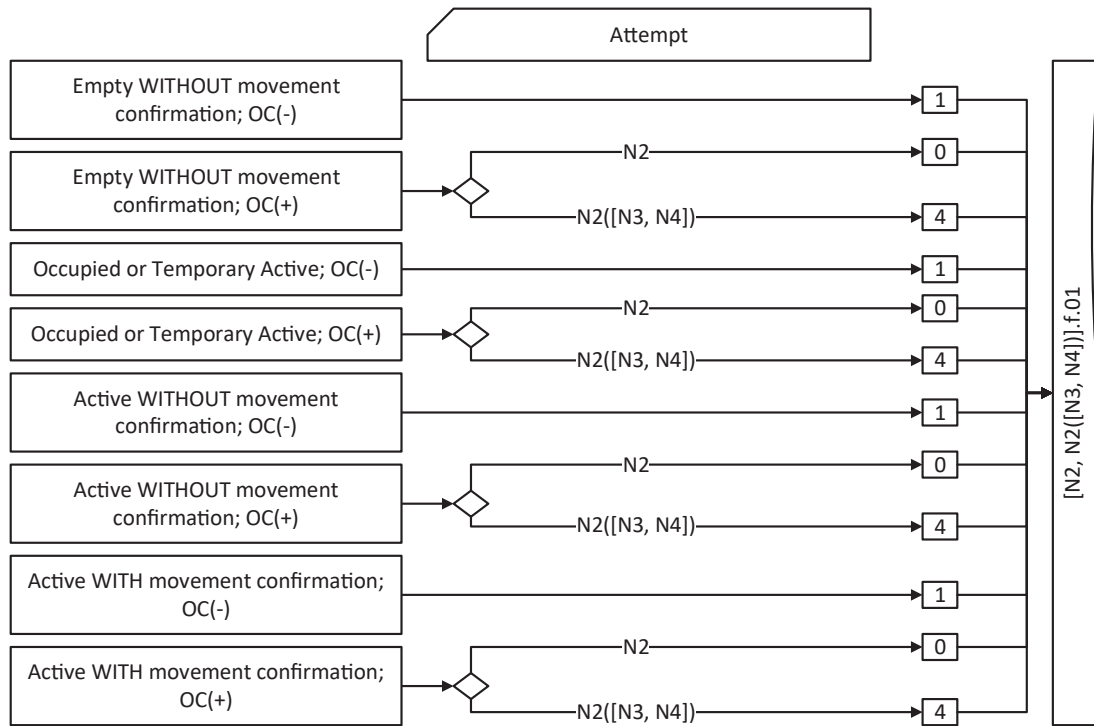 Attempt
Empty WITHOUT movement
confirmation; OC(-)
1
Empty WITHOUT movement
confirmation; OC(+)
N2
0
N2([N3, N4])
4
Occupied or Temporary Active; OC(-)
1
Occupied or Temporary Active; OC(+)
N2
0
N2([N3, N4])
4
Active WITHOUT movement
confirmation; OC(-)
1
Active WITHOUT movement
confirmation; OC(+)
N2
0
N2([N3, N4])
4
Active WITH movement confirmation;
OC(-)
1
Active WITH movement confirmation;
OC(+)
N2
0
N2([N3, N4])
4
[N2, N2([N3, N4])].f.01